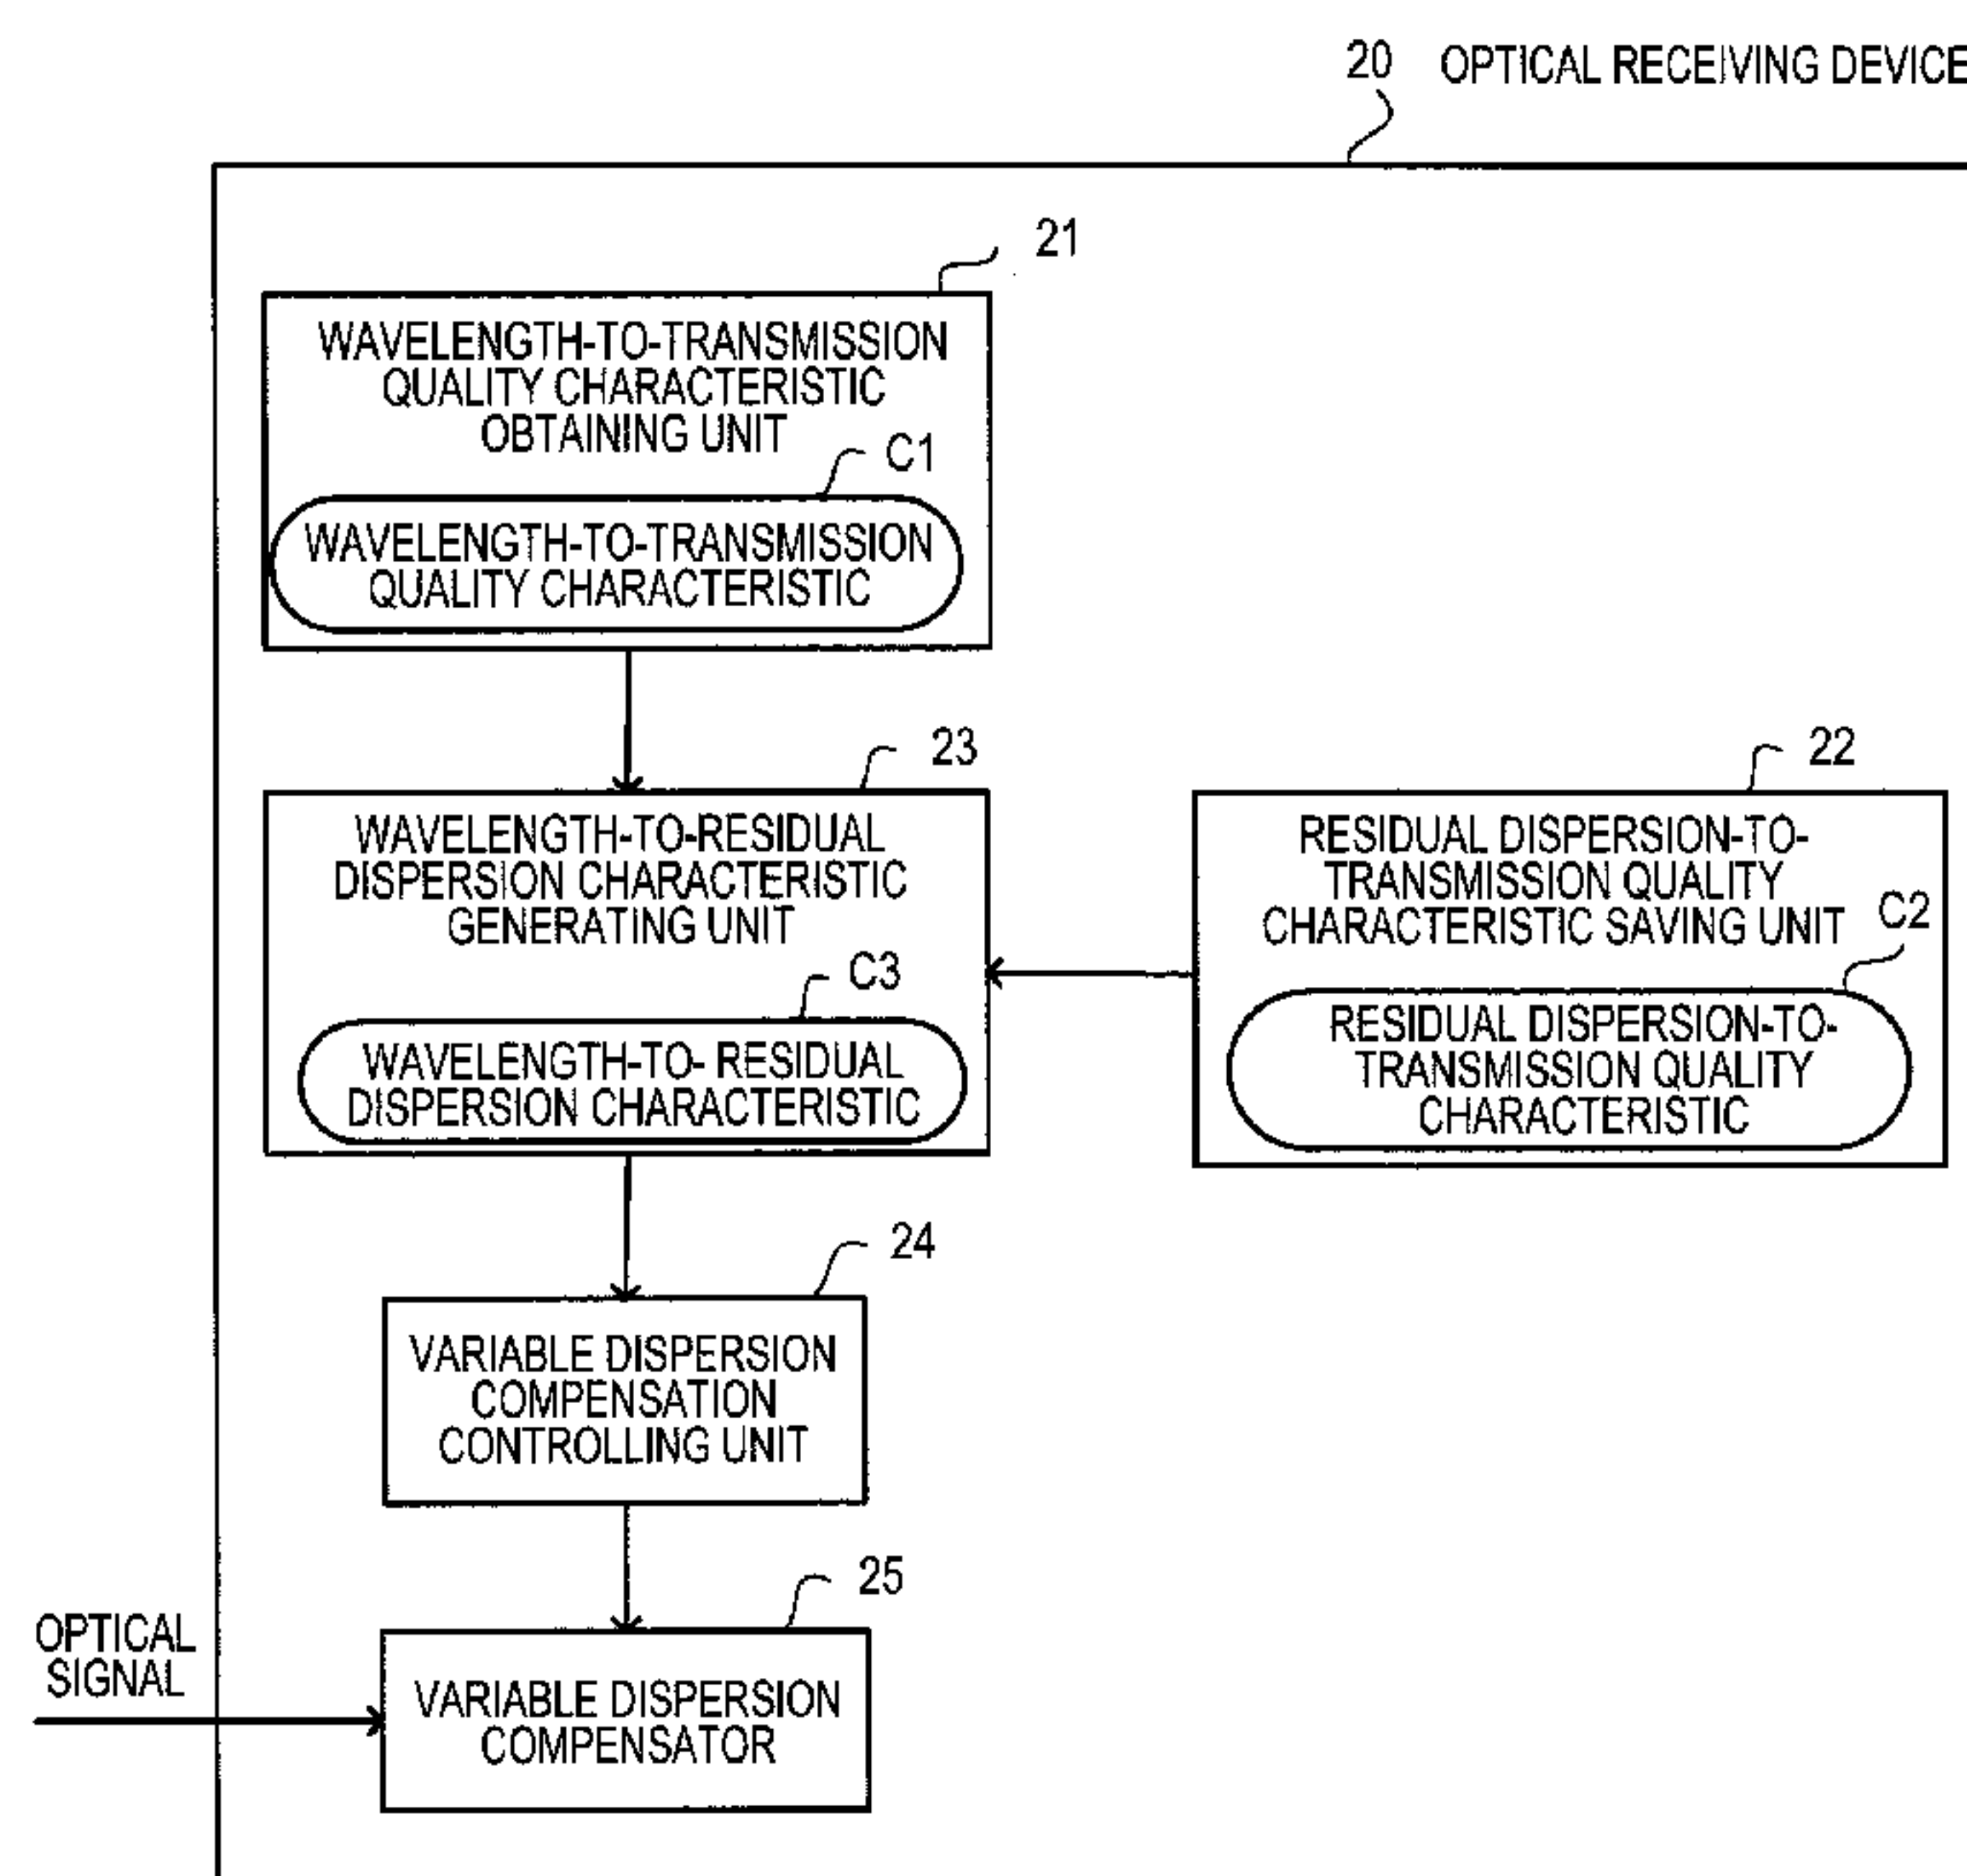 20 OPTICAL RECEIVING DEVICE
21
WAVELENGTH-TO-TRANSMISSION
QUALITY CHARACTERISTIC
OBTAINING UNIT
C1
WAVELENGTH-TO-TRANSMISSION
QUALITY CHARACTERISTIC
23
WAVELENGTH-TO-RESIDUAL
DISPERSION CHARACTERISTIC
GENERATING UNIT
C3
WAVELENGTH-TO- RESIDUAL
DISPERSION CHARACTERISTIC
22
RESIDUAL DISPERSION-TO-
TRANSMISSION QUALITY
CHARACTERISTIC SAVING UNIT
C2
RESIDUAL DISPERSION-TO-
TRANSMISSION QUALITY
CHARACTERISTIC
24
VARIABLE DISPERSION
COMPENSATION
CONTROLLING UNIT
25
OPTICAL
SIGNAL
VARIABLE DISPERSION
COMPENSATOR